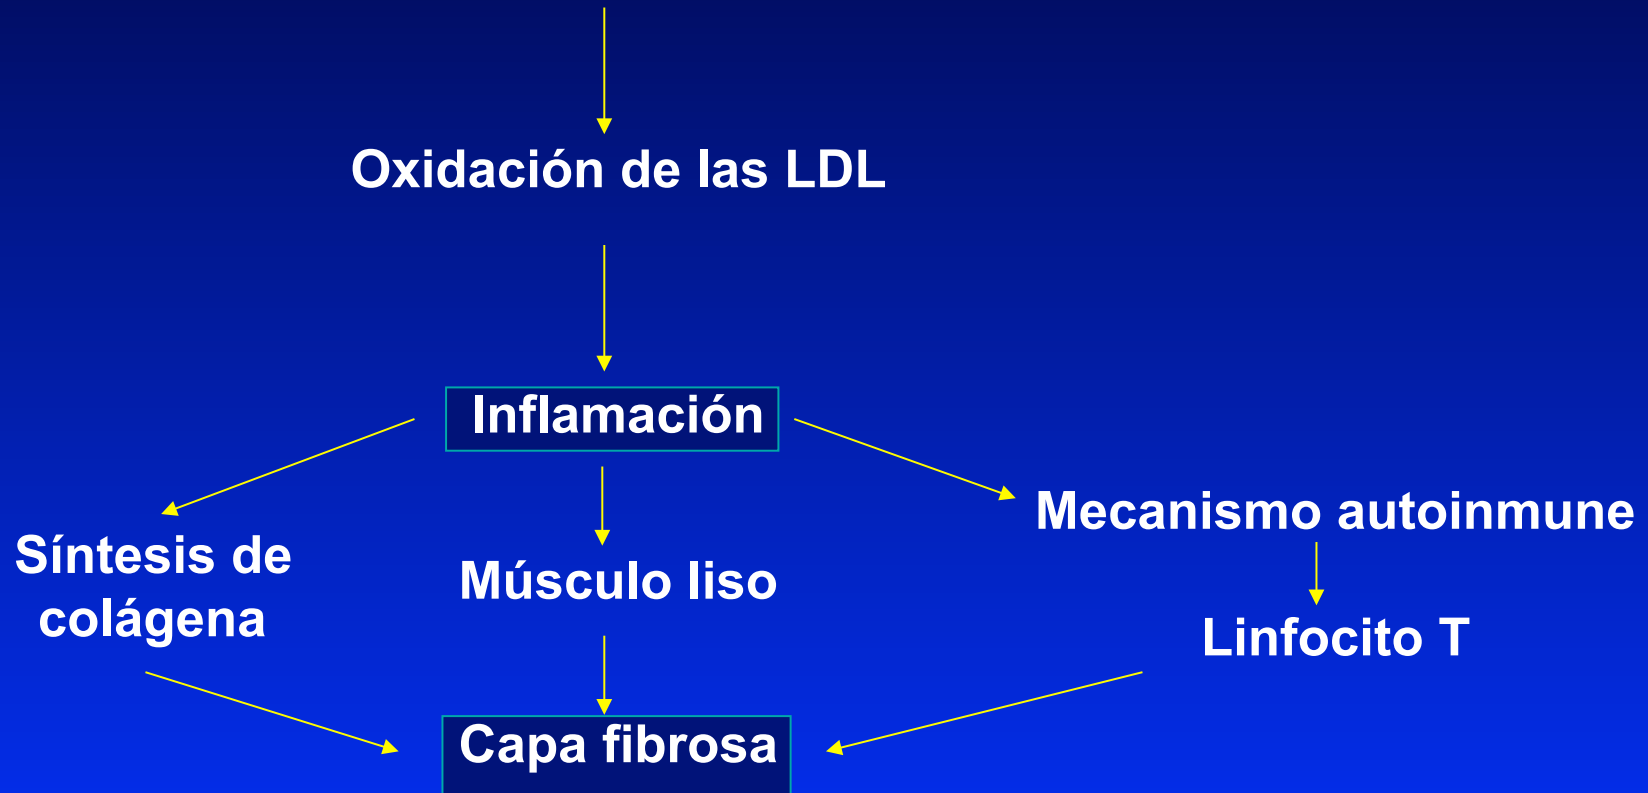 Oxidación de las LDL
Inflamación
Mecanismo autoinmune
Síntesis de
colágena
Músculo liso
Linfocito T
Capa fibrosa